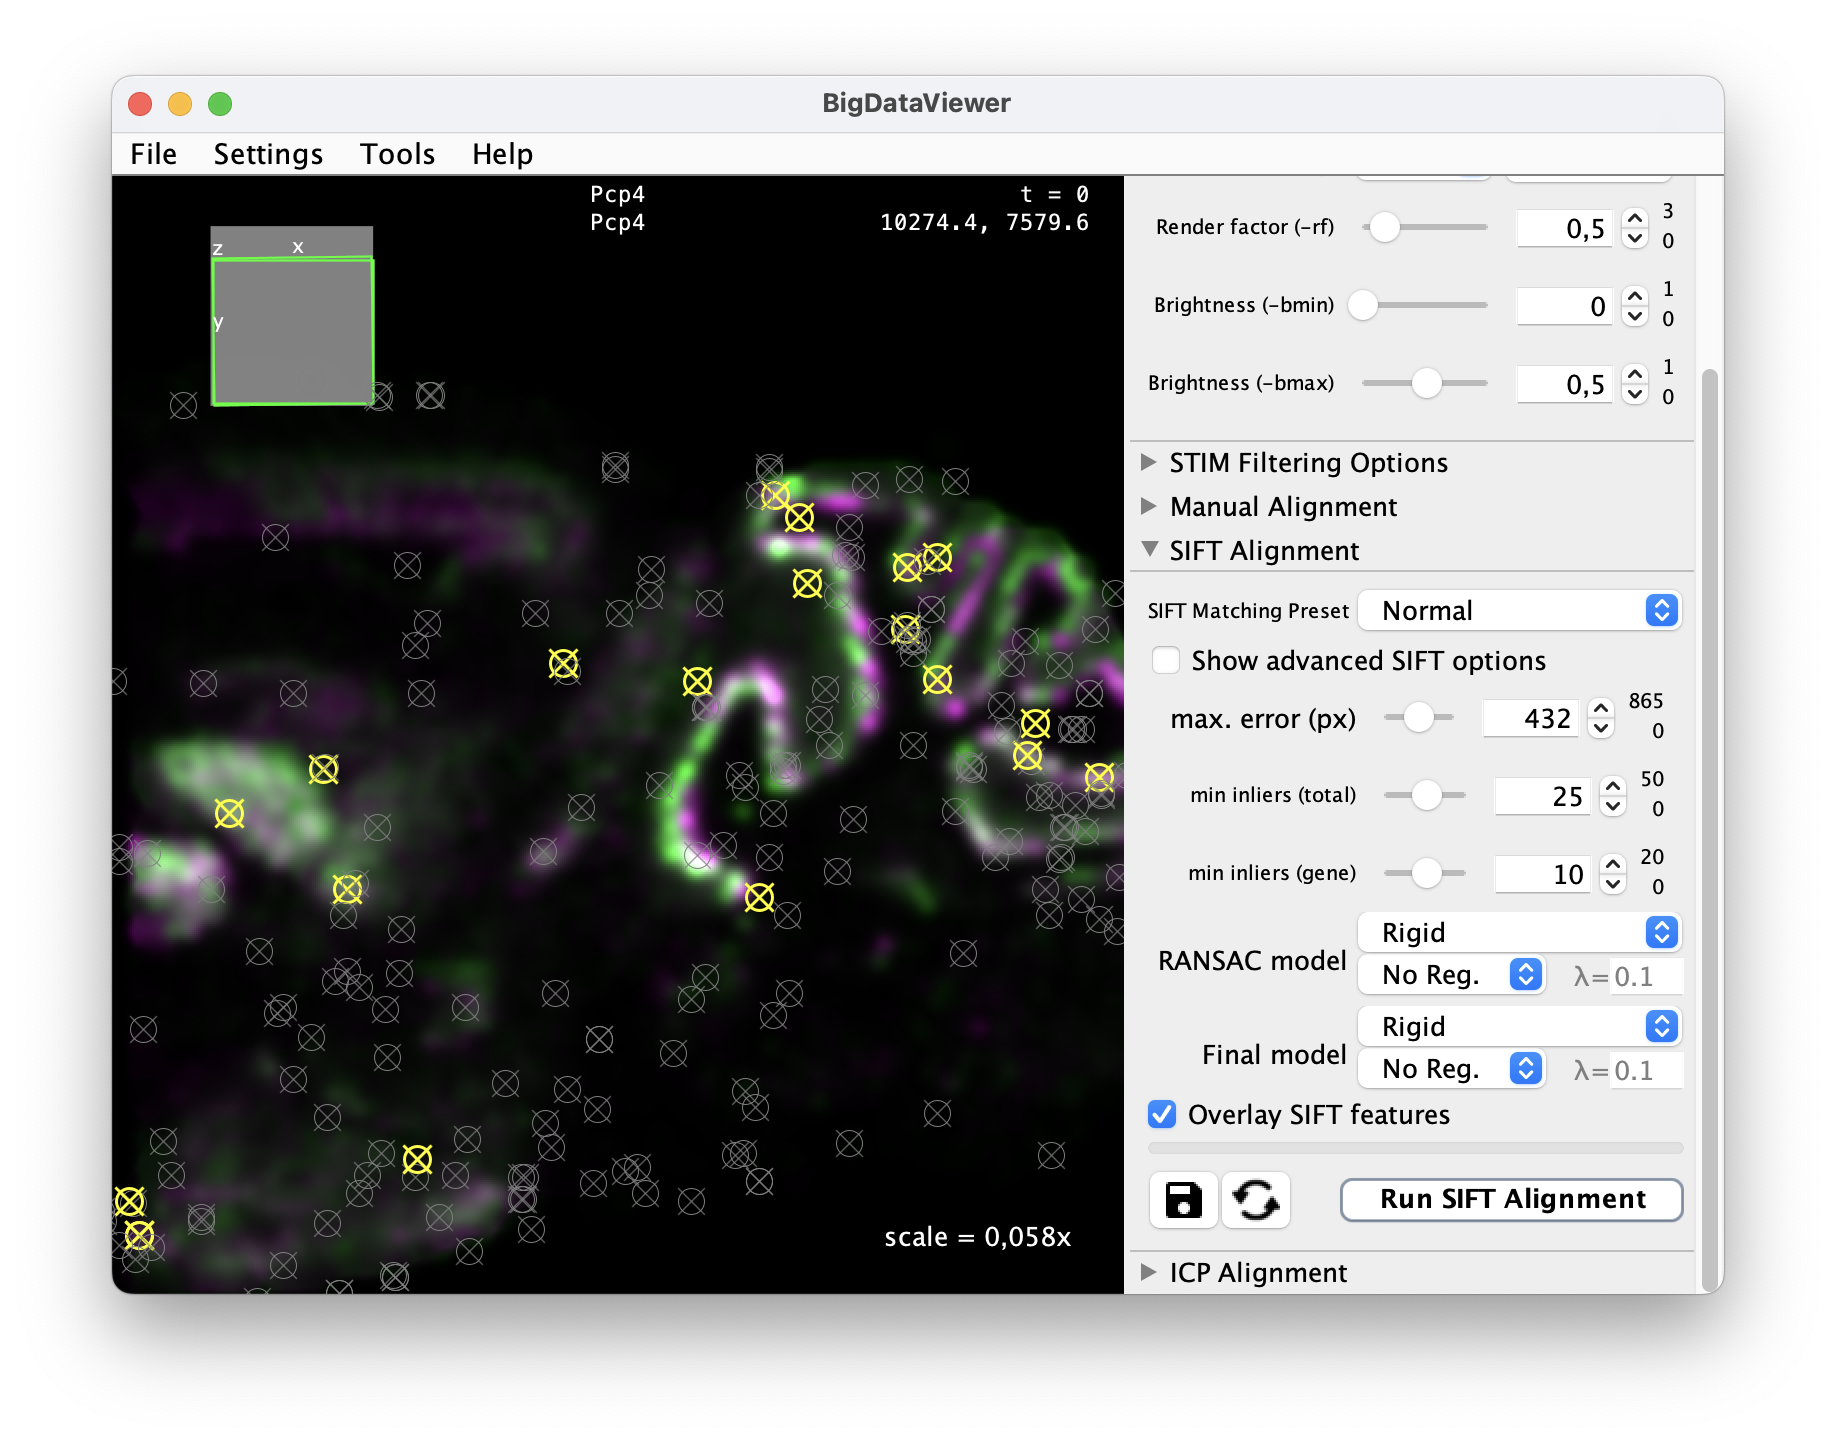 BigDataViewer
File Settings Tools Help
Pcp4 t = 0
Pcp4 10274.4, 7579.6
z x
y
scale = 0,058x
Render factor (-rf) 0,5 3 0
Brightness (-bmin) 0 1 0
Brightness (-bmax) 0,5 1 0
STIM Filtering Options
Manual Alignment
SIFT Alignment
SIFT Matching Preset Normal
Show advanced SIFT options
max. error (px) 432 865 0
min inliers (total) 25 50 0
min inliers (gene) 10 20 0
RANSAC model Rigid
No Reg. λ= 0.1
Final model Rigid
No Reg. λ= 0.1
Overlay SIFT features
Run SIFT Alignment
ICP Alignment